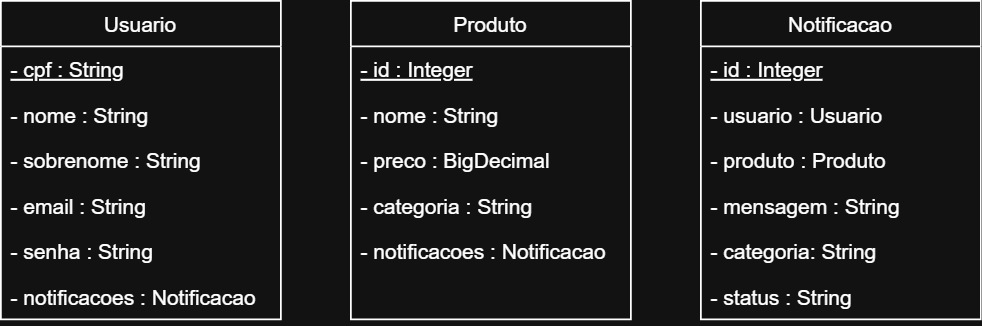 Usuario
- cpf : String
- nome : String
- sobrenome : String
- email : String
- senha : String
- notificacoes : Notificacao
Produto
- id : Integer
- nome : String
- preco : BigDecimal
- categoria : String
- notificacoes : Notificacao
Notificacao
- id : Integer
- usuario : Usuario
- produto : Produto
- mensagem : String
- categoria: String
- status : String